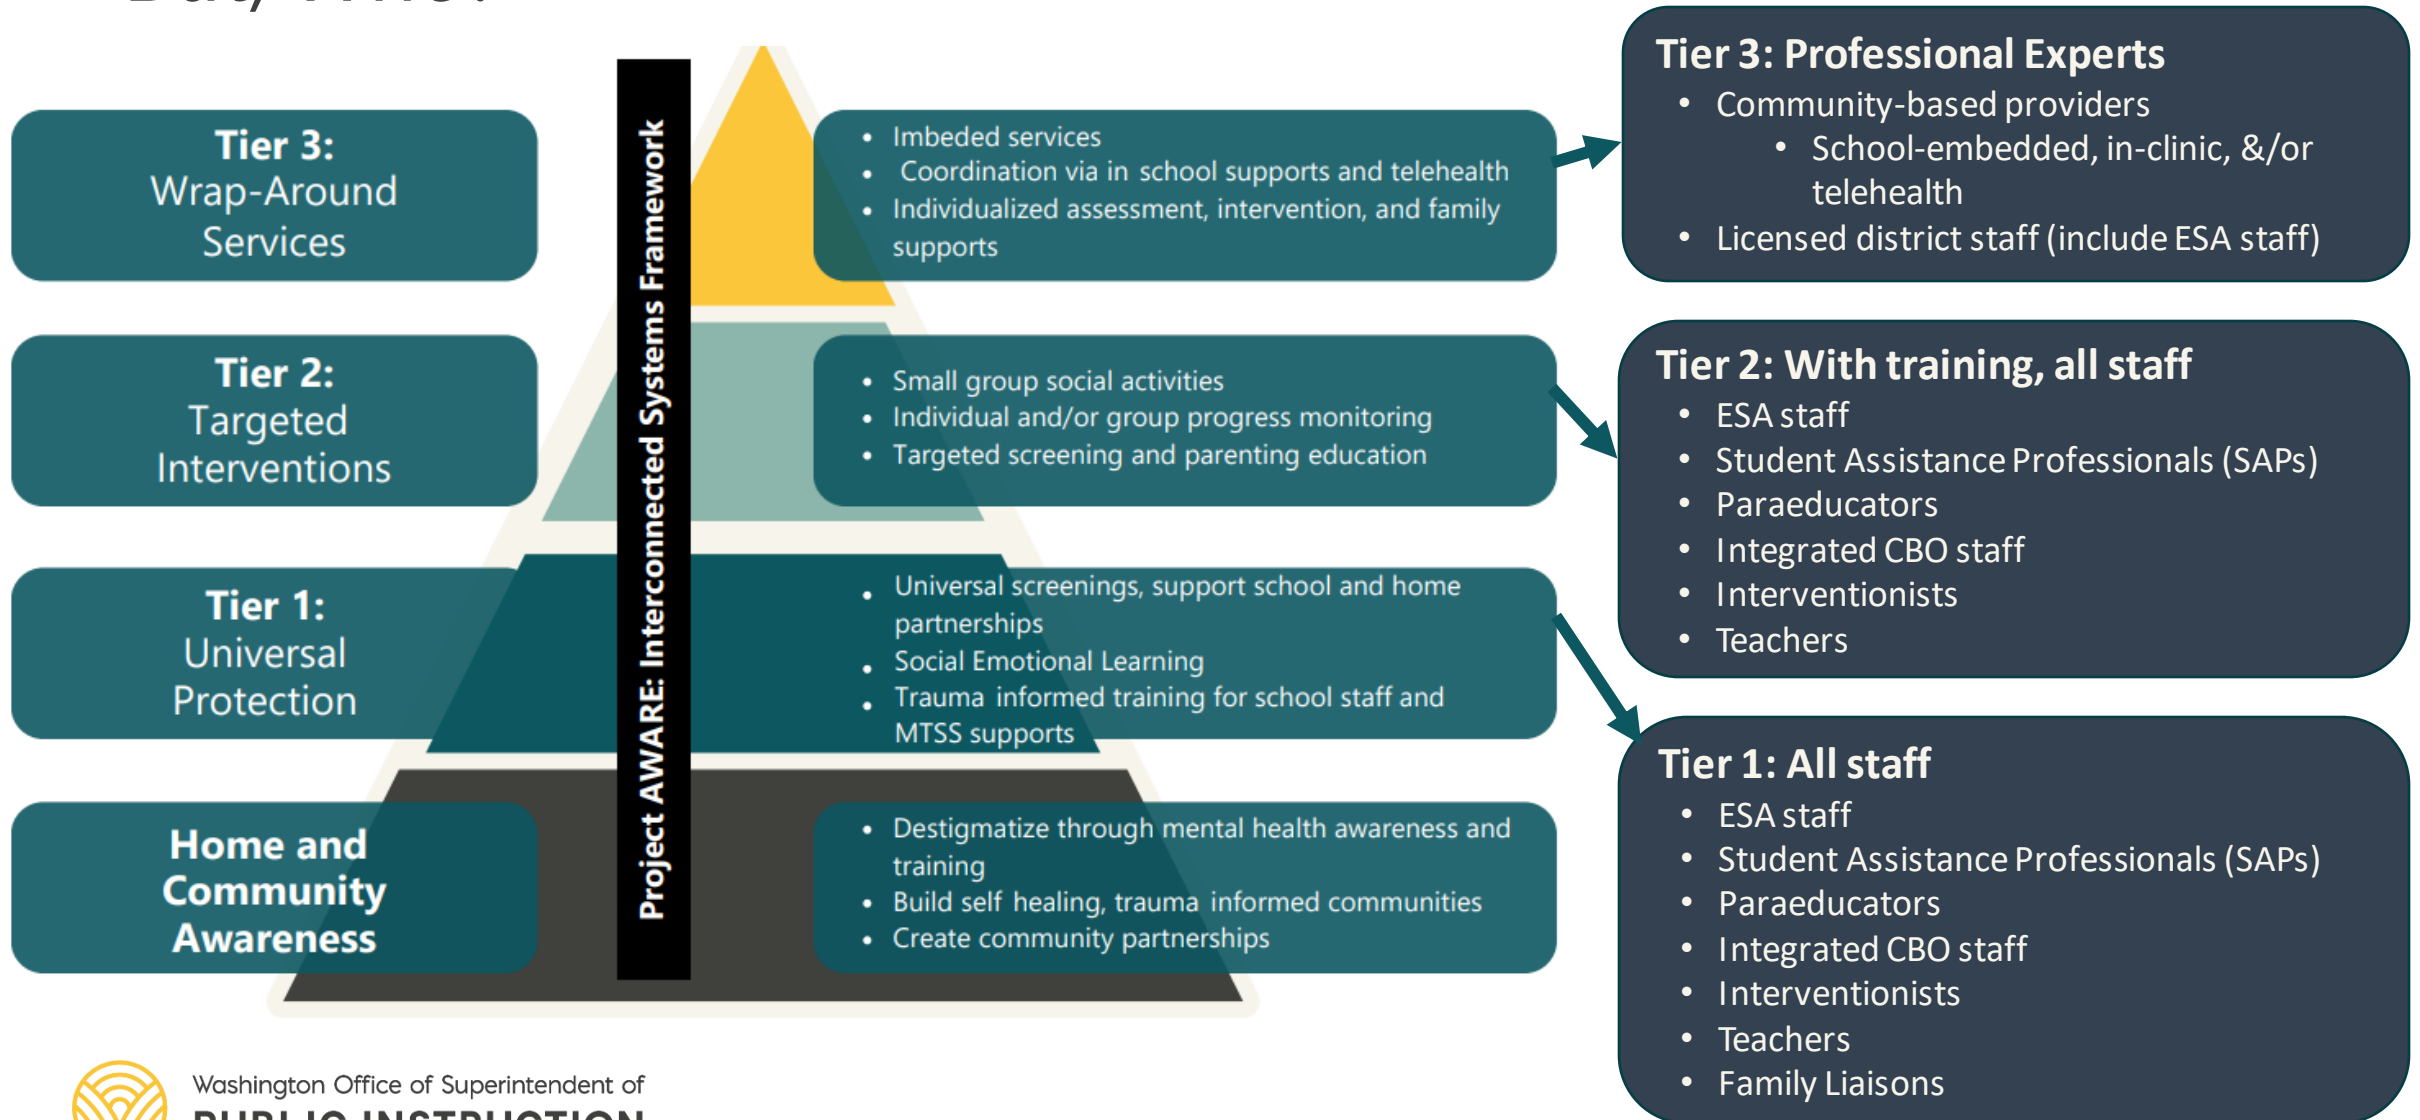 Tier 3:
Wrap-Around
Services
Tier 2:
Targeted
Interventions
Tier 1:
Universal
Protection
Home and
Community
Awareness
Project AWARE: Interconnected Systems Framework
• Imbeded services
• Coordination via in school supports and telehealth
• Individualized assessment, intervention, and family
supports
• Small group social activities
• Individual and/or group progress monitoring
• Targeted screening and parenting education
• Universal screenings, support school and home
partnerships
• Social Emotional Learning
• Trauma informed training for school staff and
MTSS supports
• Destigmatize through mental health awareness and
training
• Build self healing, trauma informed communities
• Create community partnerships
Tier 3: Professional Experts
• Community-based providers
• School-embedded, in-clinic, &/or
telehealth
• Licensed district staff (include ESA staff)
Tier 2: With training, all staff
• ESA staff
• Student Assistance Professionals (SAPs)
• Paraeducators
• Integrated CBO staff
• Interventionists
• Teachers
Tier 1: All staff
• ESA staff
• Student Assistance Professionals (SAPs)
• Paraeducators
• Integrated CBO staff
• Interventionists
• Teachers
• Family Liaisons
Washington Office of Superintendent of
PUBLIC INSTRUCTION